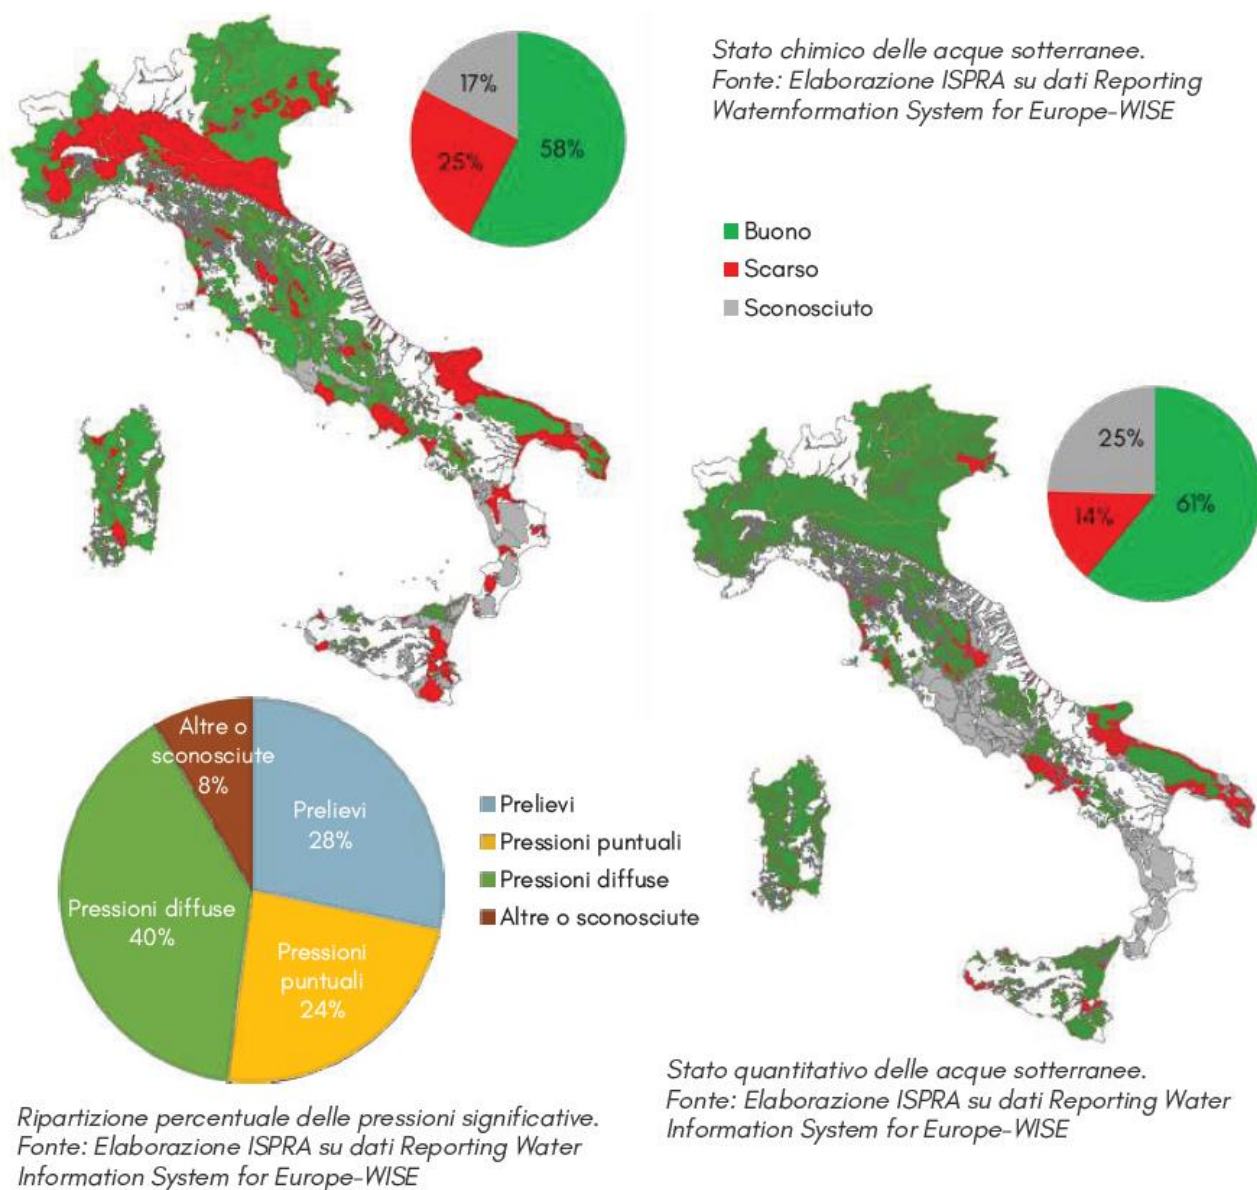 17%
25%
58%
Stato chimico delle acque sotterranee.
Fonte: Elaborazione ISPRA su dati Reporting
Waternformation System for Europe-WISE
Buono
Scarso
Sconosciuto
25%
14%
61%
Altre o
sconosciute
8%
Prelievi
28%
Pressioni diffuse
40%
Pressioni
puntuali
24%
Prelievi
Pressioni puntuali
Pressioni diffuse
Altre o sconosciute
Stato quantitativo delle acque sotterranee.
Fonte: Elaborazione ISPRA su dati Reporting Water
Information System for Europe-WISE
Ripartizione percentuale delle pressioni significative.
Fonte: Elaborazione ISPRA su dati Reporting Water
Information System for Europe-WISE